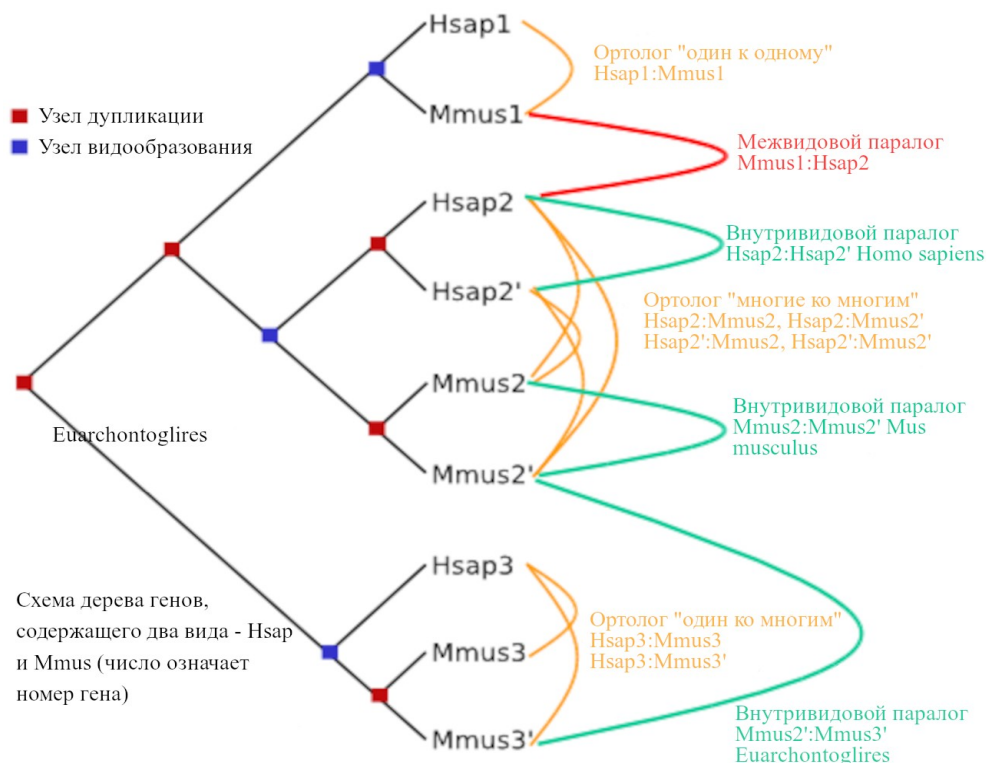 Hsap1
Ортолог "один к одному"
Hsap1:Mmus1
Узел дупликации
Mmus1
Узел видообразования
Межвидовой паралог
Mmus1:Hsap2
Hsap2
Внутривидовой паралог
Hsap2:Hsap2' Homo sapiens
Hsap2'
Ортолог "многие ко многим"
Hsap2:Mmus2, Hsap2:Mmus2'
Hsap2':Mmus2, Hsap2':Mmus2'
Mmus2
Внутривидовой паралог
Mmus2:Mmus2' Mus
musculus
Euarchontoglires
Mmus2'
Hsap3
Схема дерева генов,
содержащего два вида - Hsap
и Mmus (число означает
номер гена)
Ортолог "один ко многим"
Hsap3:Mmus3
Hsap3:Mmus3'
Mmus3
Mmus3'
Внутривидовой паралог
Mmus2':Mmus3'
Euarchontoglires